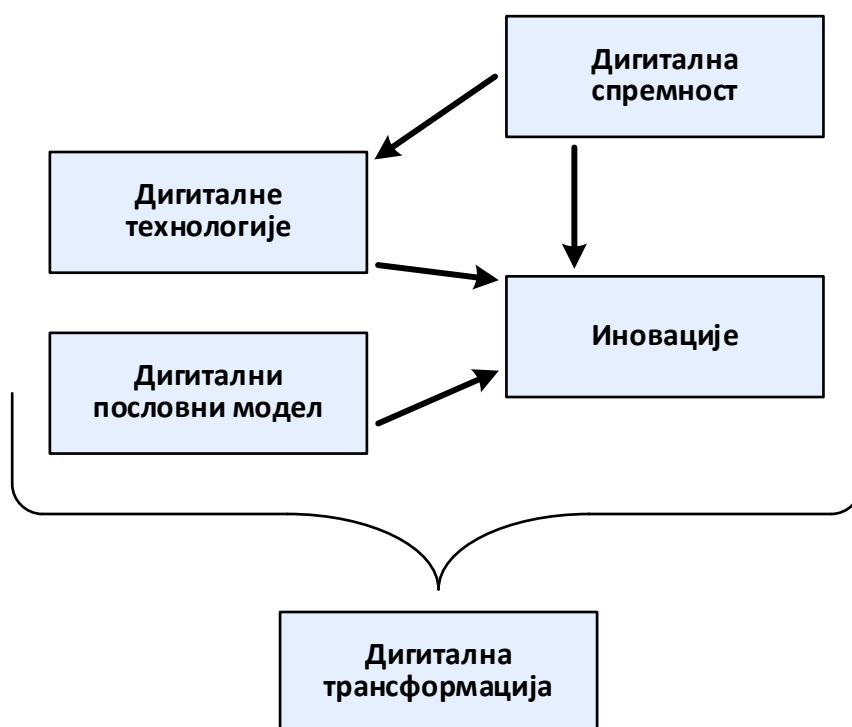 Дигитална
спремност
Дигиталне
технологије
Иновације
Дигитални
пословни модел
Дигитална
трансформација